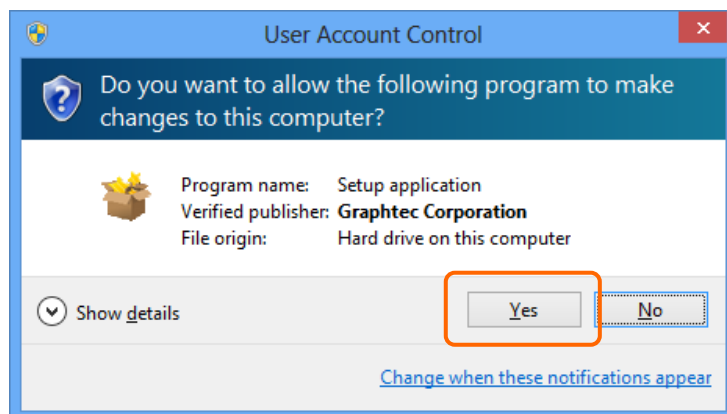 User Account Control
Do you want to allow the following program to make
changes to this computer?
Program name: Setup application
Verified publisher: Graphtec Corporation
File origin: Hard drive on this computer
Show details
Yes
No
Change when these notifications appear